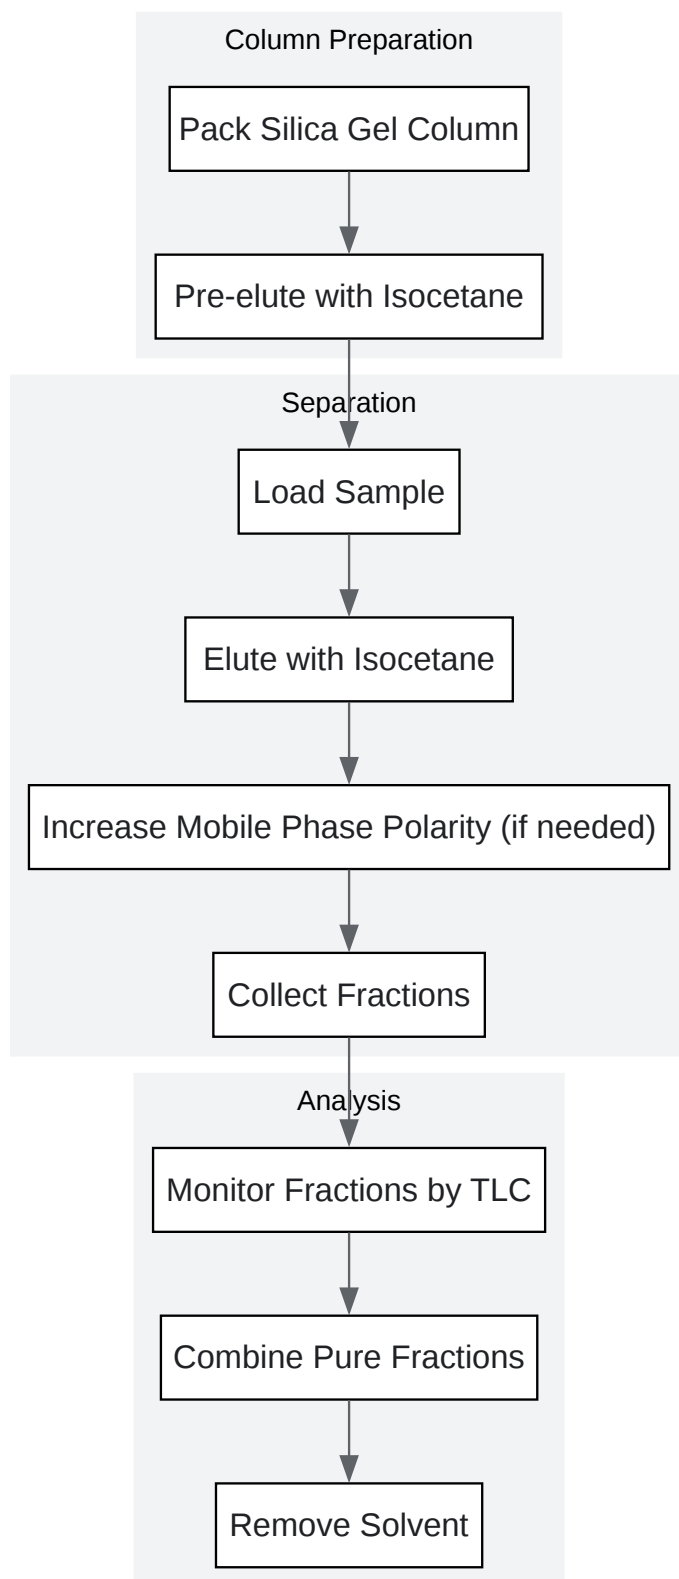 Column Preparation
Pack Silica Gel Column
Pre-elute with Isocetane
Separation
Load Sample
Elute with Isocetane
Increase Mobile Phase Polarity (if needed)
Collect Fractions
Analysis
Monitor Fractions by TLC
Combine Pure Fractions
Remove Solvent